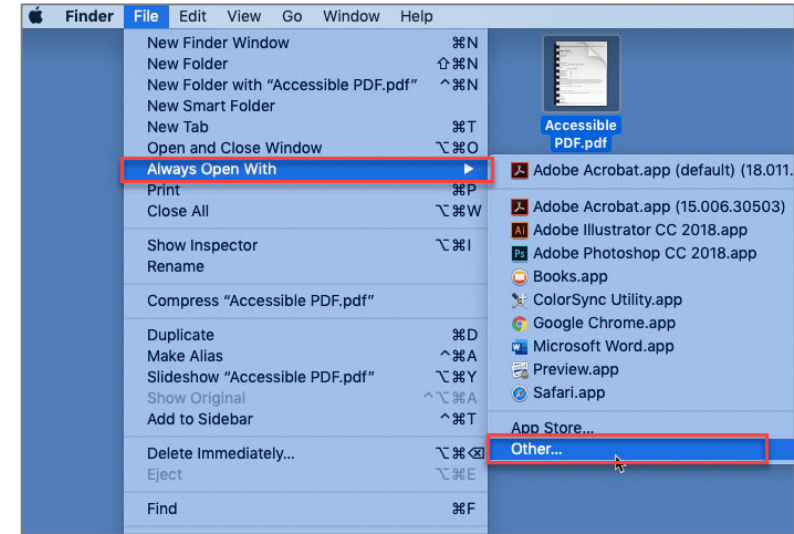 Finder File Edit View Go Window Help
New Finder Window ⌘N
New Folder ⇧⌘N
New Folder with “Accessible PDF.pdf” ^⌘N
New Smart Folder
New Tab ⌘T
Open and Close Window ⌥⌘O
Always Open With ▶
Print ⌘P
Close All ⌥⌘W
Show Inspector ⌥⌘I
Rename
Compress “Accessible PDF.pdf”
Duplicate ⌘D
Make Alias ^⌘A
Slideshow “Accessible PDF.pdf” ⌥⌘Y
Show Original ^⌥⌘A
Add to Sidebar ^⌘T
Delete Immediately... ⌥⌘⌫
Eject ⌥⌘E
Find ⌘F
Accessible
PDF.pdf
Adobe Acrobat.app (default) (18.011.
Adobe Acrobat.app (15.006.30503)
Ai Adobe Illustrator CC 2018.app
Ps Adobe Photoshop CC 2018.app
Books.app
ColorSync Utility.app
Google Chrome.app
Microsoft Word.app
Preview.app
Safari.app
App Store...
Other...